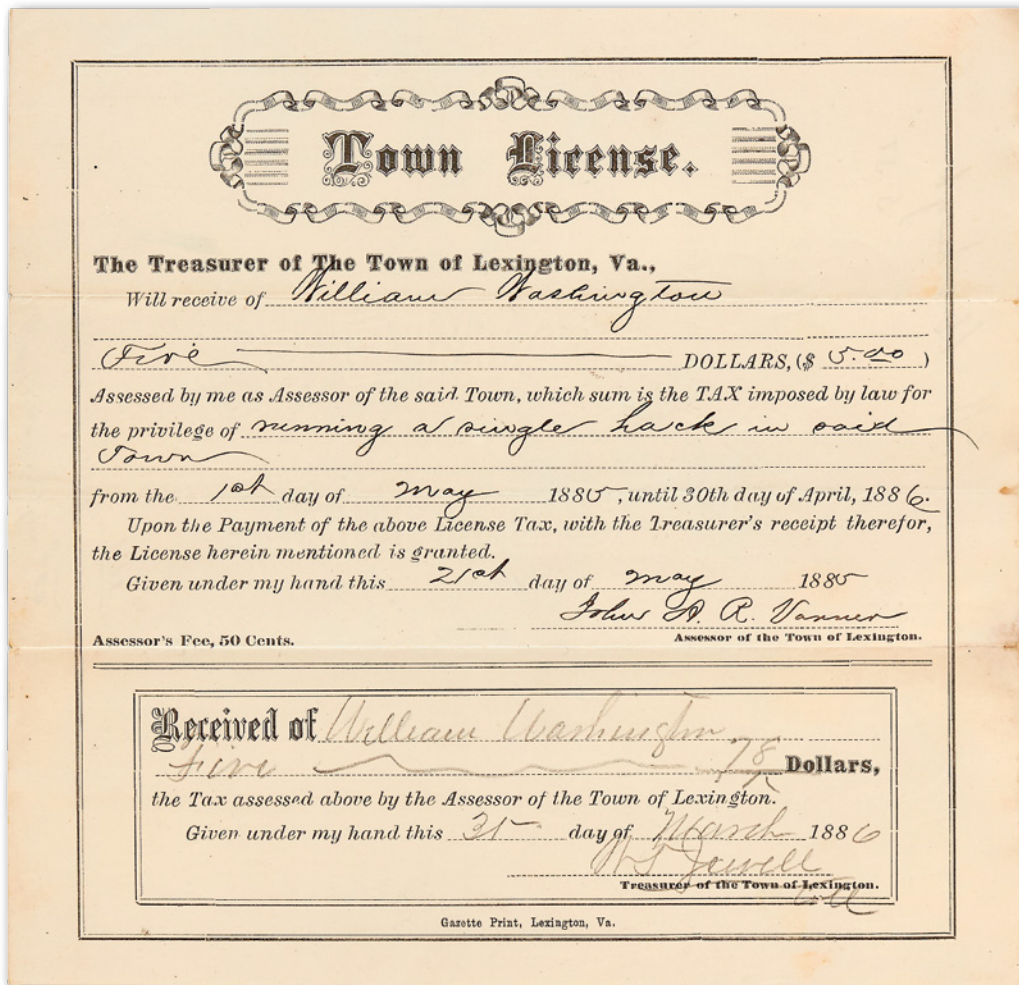 Town License.
The Treasurer of The Town of Lexington, Va.,
Will receive of William Washington
Five DOLLARS, ($ 5.00 )
Assessed by me as Assessor of the said Town, which sum is the TAX imposed by law for
the privilege of running a single hack in said
Town
from the 1st day of May 1885, until 30th day of April, 1886.
Upon the Payment of the above License Tax, with the Treasurer's receipt therefor,
the License herein mentioned is granted.
Given under my hand this 21st day of May 1885
John A. R. Varner
Assessor's Fee, 50 Cents. Assessor of the Town of Lexington.
Received of William Washington
Five Dollars,
the Tax assessed above by the Assessor of the Town of Lexington.
Given under my hand this day of March 1886
Jewell
Treasurer of the Town of Lexington.
Gazette Print, Lexington, Va.